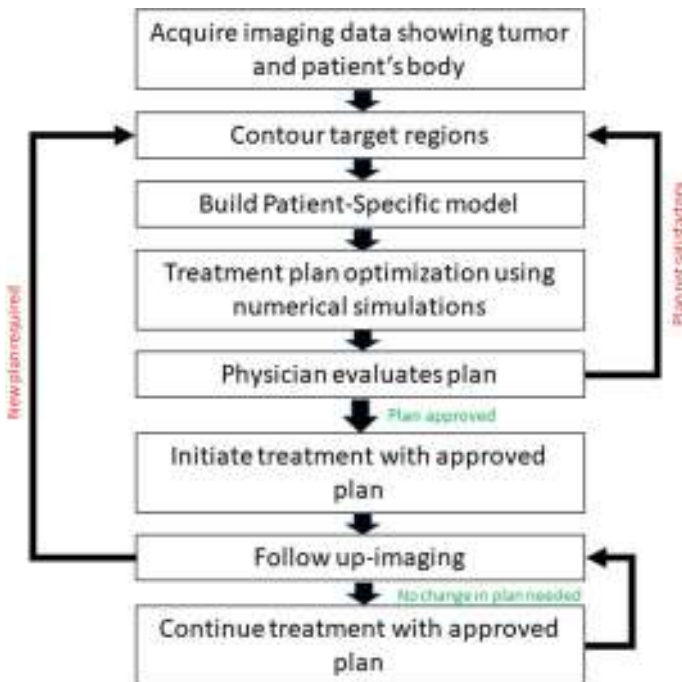 Acquire imaging data showing tumor
and patient's body
Contour target regions
Build Patient-Specific model
Treatment plan optimization using
numerical simulations
Plan not satisfactory
New plan required
Physician evaluates plan
Plan approved
Initiate treatment with approved
plan
Follow up-imaging
No change in plan needed
Continue treatment with approved
plan